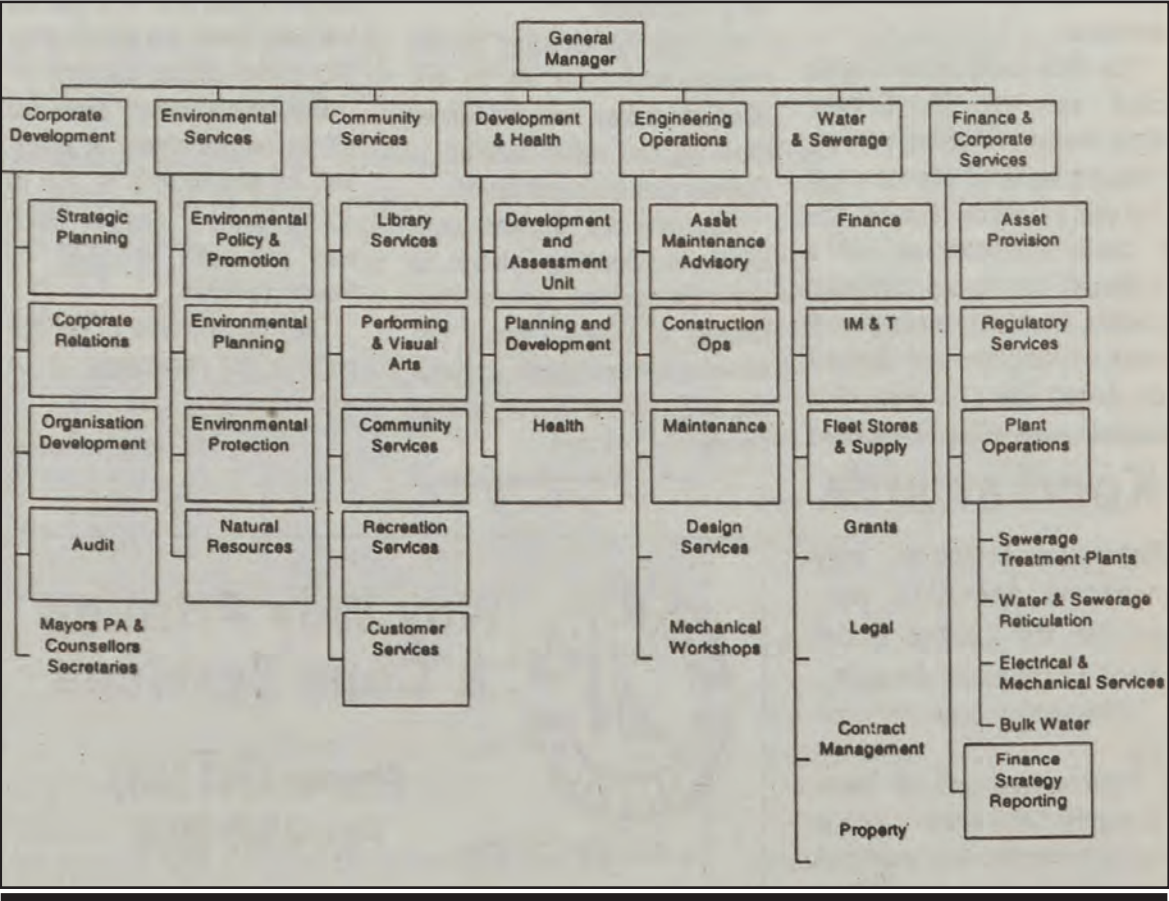 General
Manager
Corporate
Development
Environmental
Services
Community
Services
Development
& Health
Engineering
Operations
Water
& Sewerage
Finance &
Corporate
Services
Strategic
Planning
Corporate
Relations
Organisation
Development
Audit
Mayors PA &
Counsellors
Secretaries
Environmental
Policy &
Promotion
Environmental
Planning
Environmental
Protection
Natural
Resources
Library
Services
Performing
& Visual
Arts
Community
Services
Recreation
Services
Customer
Services
Development
and
Assessment
Unit
Planning and
Development
Health
Asset
Maintenance
Advisory
Construction
Ops
Maintenance
Design
Services
Mechanical
Workshops
Finance
IM & T
Fleet Stores
& Supply
Grants
Legal
Contract
Management
Property
Asset
Provision
Regulatory
Services
Plant
Operations
Sewerage
Treatment Plants
Water & Sewerage
Reticulation
Electrical &
Mechanical Services
Bulk Water
Finance
Strategy
Reporting